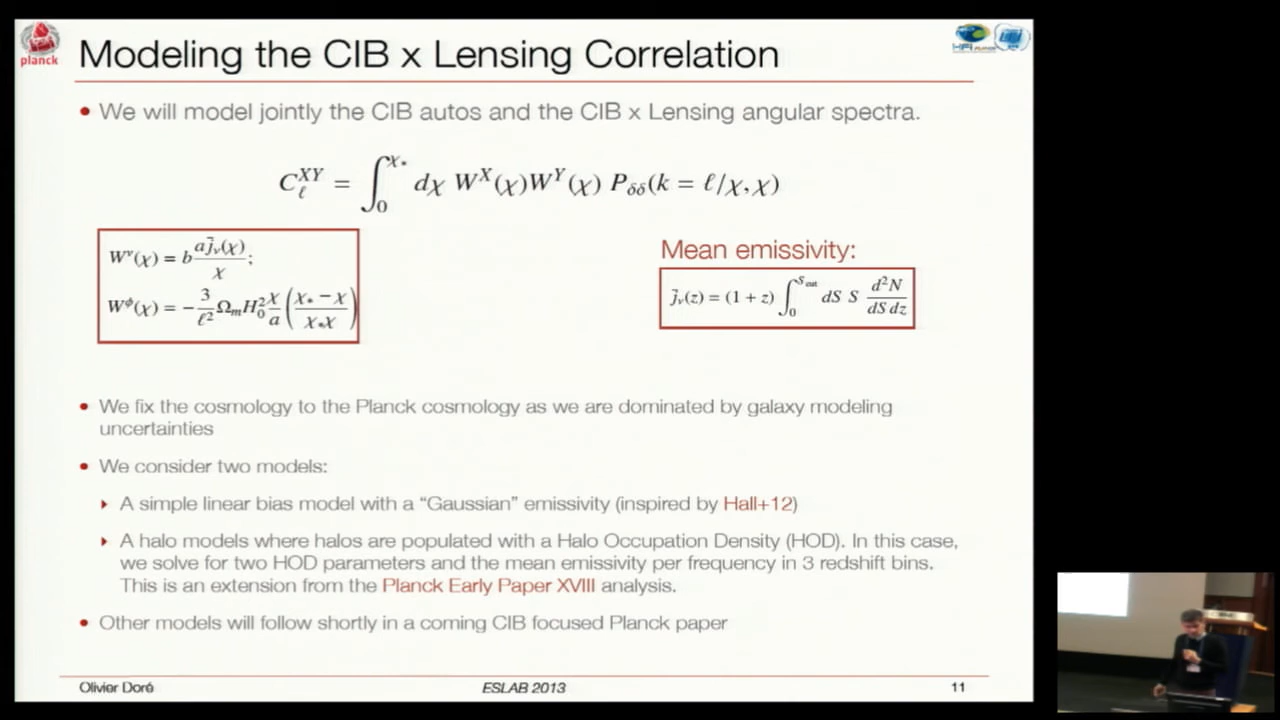 planck
Modeling the CIB x Lensing Correlation
• We will model jointly the CIB autos and the CIB x Lensing angular spectra.
C_ℓ^{XY} = ∫_0^{χ*} dχ W^X(χ)W^Y(χ) P_{δδ}(k = ℓ/χ, χ)
W^ν(χ) = b a j̄_ν(χ) / χ ;
W^ϕ(χ) = − 3/ℓ² Ω_m H_0² χ/a ( χ* − χ / χ*χ )
Mean emissivity:
j̄_ν(z) = (1 + z) ∫_0^{S_cut} dS S d²N / dS dz
• We fix the cosmology to the Planck cosmology as we are dominated by galaxy modeling
uncertainties
• We consider two models:
‣ A simple linear bias model with a “Gaussian” emissivity (inspired by Hall+12)
‣ A halo models where halos are populated with a Halo Occupation Density (HOD). In this case,
we solve for two HOD parameters and the mean emissivity per frequency in 3 redshift bins.
This is an extension from the Planck Early Paper XVIII analysis.
• Other models will follow shortly in a coming CIB focused Planck paper
Olivier Doré
ESLAB 2013
11